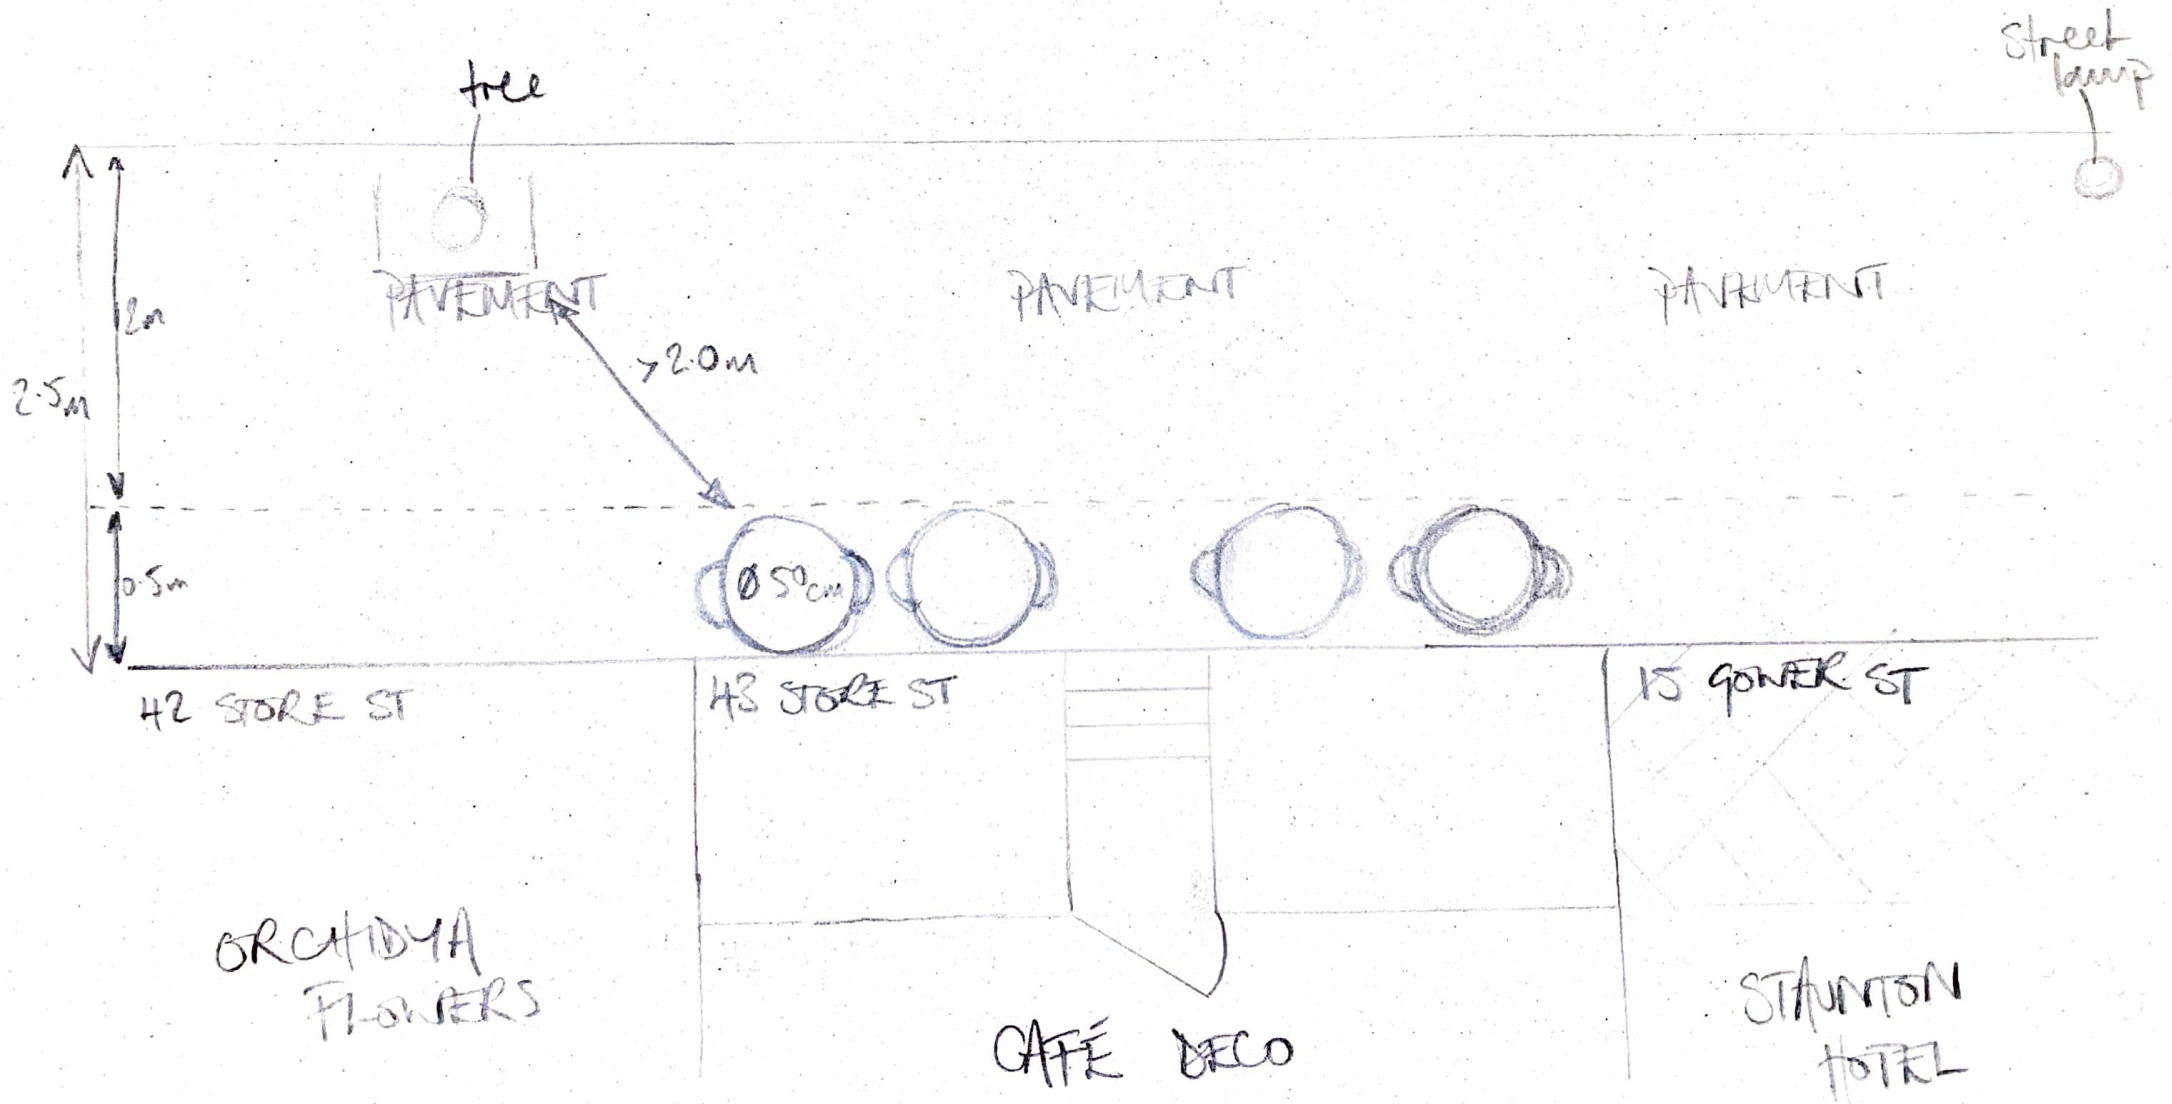 tree
street
lamp
PAVEMENT
PAVEMENT
PAVEMENT
2m
>2.0m
2.5m
0.5m
Ø 50cm
42 STORE ST
43 STORE ST
15 GOWER ST
ORCHIDYA
FLOWERS
CAFÉ DECO
STAUNTON
HOTEL